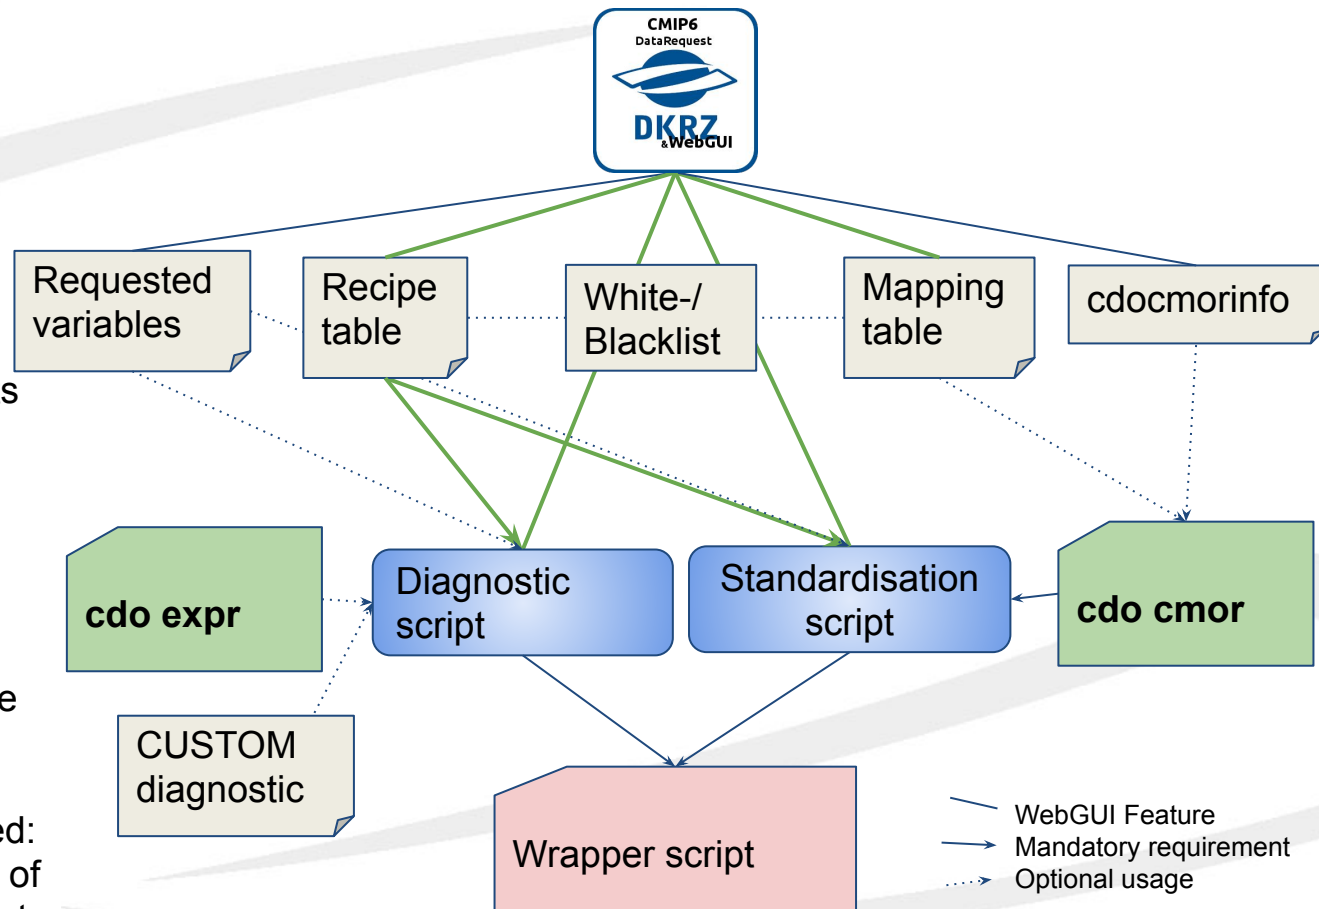 CMIP6
DataRequest
DKRZ
&WebGUI
Requested
variables
Recipe
table
White-/
Blacklist
Mapping
table
cdocmorinfo
s
cdo expr
Diagnostic
script
Standardisation
script
cdo cmor
e
CUSTOM
diagnostic
ed:
of
Wrapper script
WebGUI Feature
Mandatory requirement
Optional usage